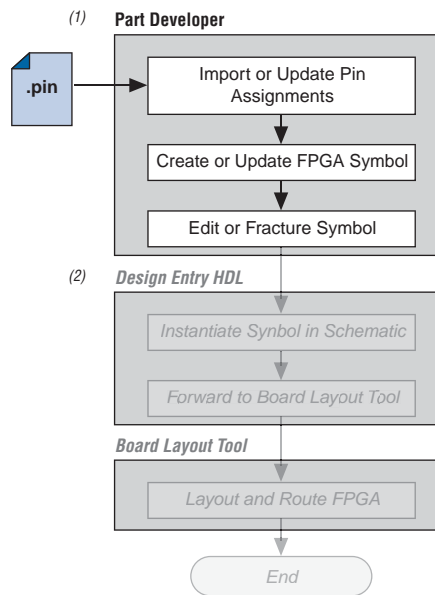 (1) Part Developer
.pin
Import or Update Pin
Assignments
Create or Update FPGA Symbol
Edit or Fracture Symbol
(2) Design Entry HDL
Instantiate Synbol in Schematic
Forward to Board Layout Tool
Board Layout Tool
Layout and Route FPGA
End